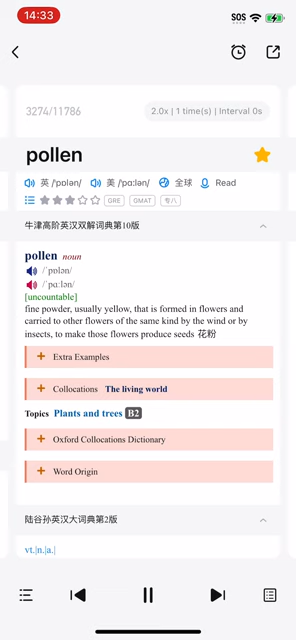 14:33
SOS
3274/11786
2.0x | 1 time(s) | Interval 0s
pollen
英 /'pɒlən/ 美 /'pɑːlən/ 全球 Read
GRE GMAT 专八
牛津高阶英汉双解词典第10版
pollen noun
/ˈpɒlən/
/ˈpɑːlən/
[uncountable]
fine powder, usually yellow, that is formed in flowers and
carried to other flowers of the same kind by the wind or by
insects, to make those flowers produce seeds 花粉
+ Extra Examples
+ Collocations The living world
Topics Plants and trees B2
+ Oxford Collocations Dictionary
+ Word Origin
陆谷孙英汉大词典第2版
vt.|n.|a.|